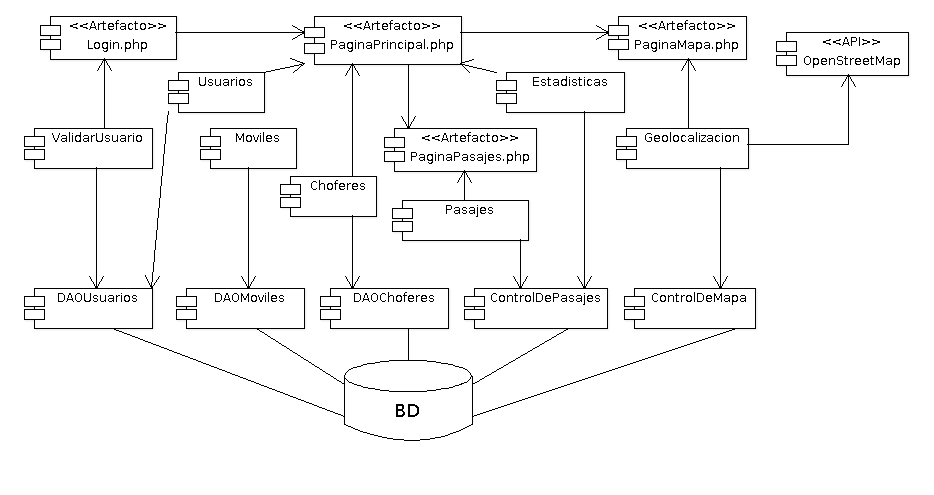 <<Artefacto>>
Login.php
<<Artefacto>>
PaginaPrincipal.php
<<Artefacto>>
PaginaMapa.php
<<API>>
OpenStreetMap
Usuarios
Estadisticas
ValidarUsuario
Moviles
<<Artefacto>>
PaginaPasajes.php
Geolocalizacion
Choferes
Pasajes
DAOUsuarios
DAOMoviles
DAOChoferes
ControlDePasajes
ControlDeMapa
BD